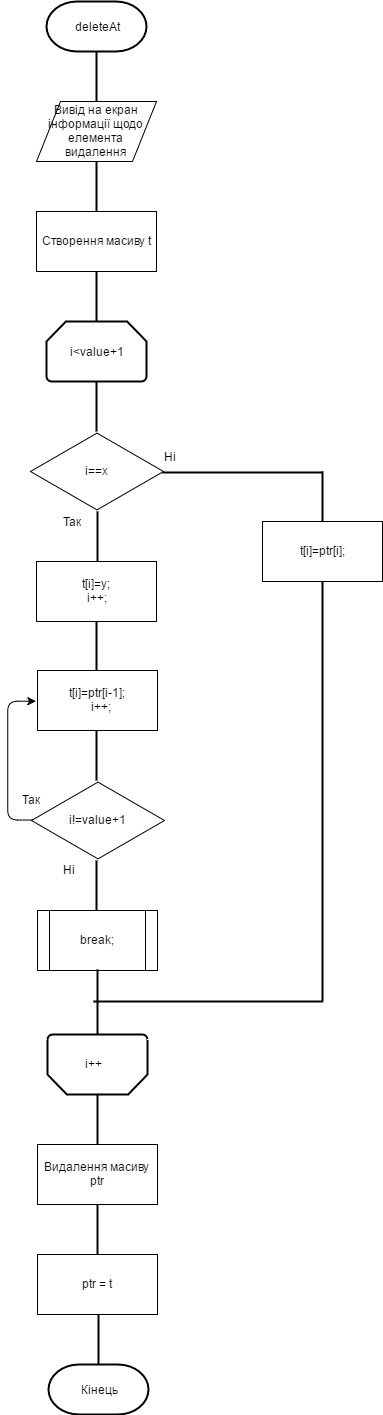 deleteAt
Вивід на екран
інформації щодо
елемента
видалення
Створення масиву t
i<value+1
i==x
Ні
Так
t[i]=ptr[i];
t[i]=y;
i++;
t[i]=ptr[i-1];
i++;
Так
i!=value+1
Ні
break;
i++
Видалення масиву
ptr
ptr = t
Кінець